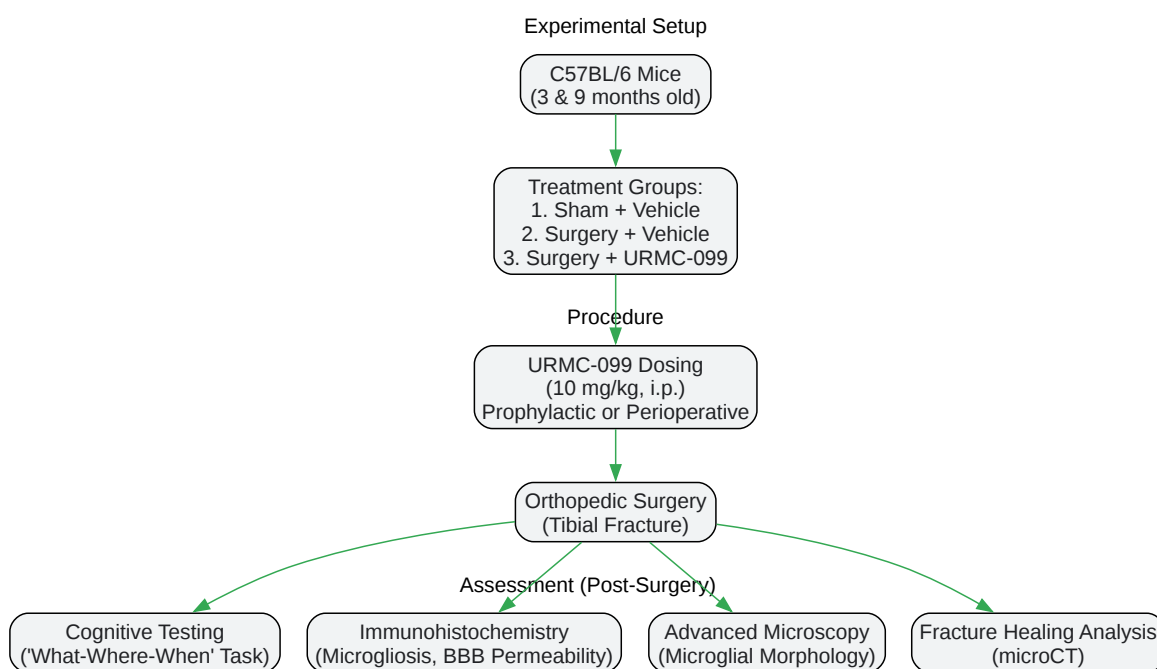 Experimental Setup
C57BL/6 Mice
(3 & 9 months old)
Treatment Groups:
1. Sham + Vehicle
2. Surgery + Vehicle
3. Surgery + URMC-099
Procedure
URMC-099 Dosing
(10 mg/kg, i.p.)
Prophylactic or Perioperative
Orthopedic Surgery
(Tibial Fracture)
Assessment (Post-Surgery)
Cognitive Testing
('What-Where-When' Task)
Immunohistochemistry
(Microgliosis, BBB Permeability)
Advanced Microscopy
(Microglial Morphology)
Fracture Healing Analysis
(microCT)